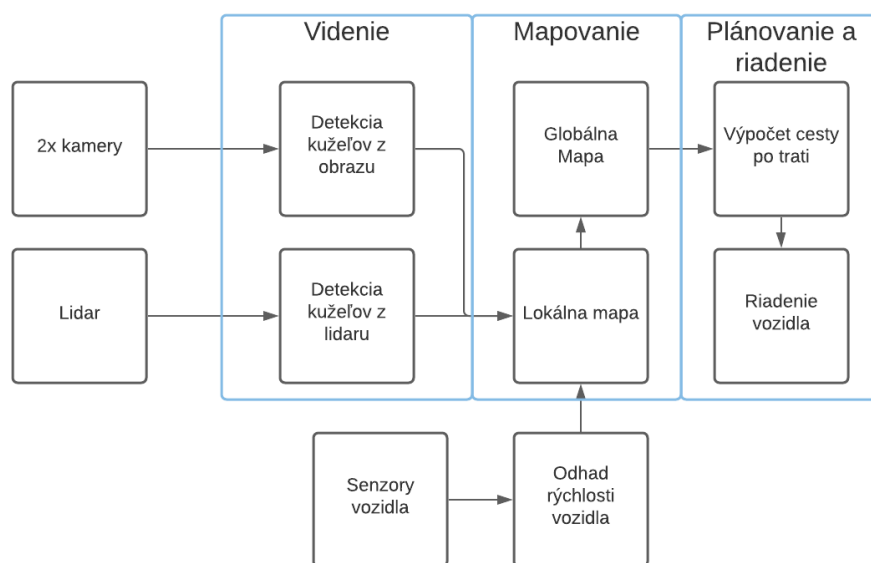 Videnie
Mapovanie
Plánovanie a
riadenie
2x kamery
Detekcia
kužeľov z
obrazu
Globálna
Mapa
Výpočet cesty
po trati
Lidar
Detekcia
kužeľov z
lidaru
Lokálna mapa
Riadenie
vozidla
Senzory
vozidla
Odhad
rýchlosti
vozidla